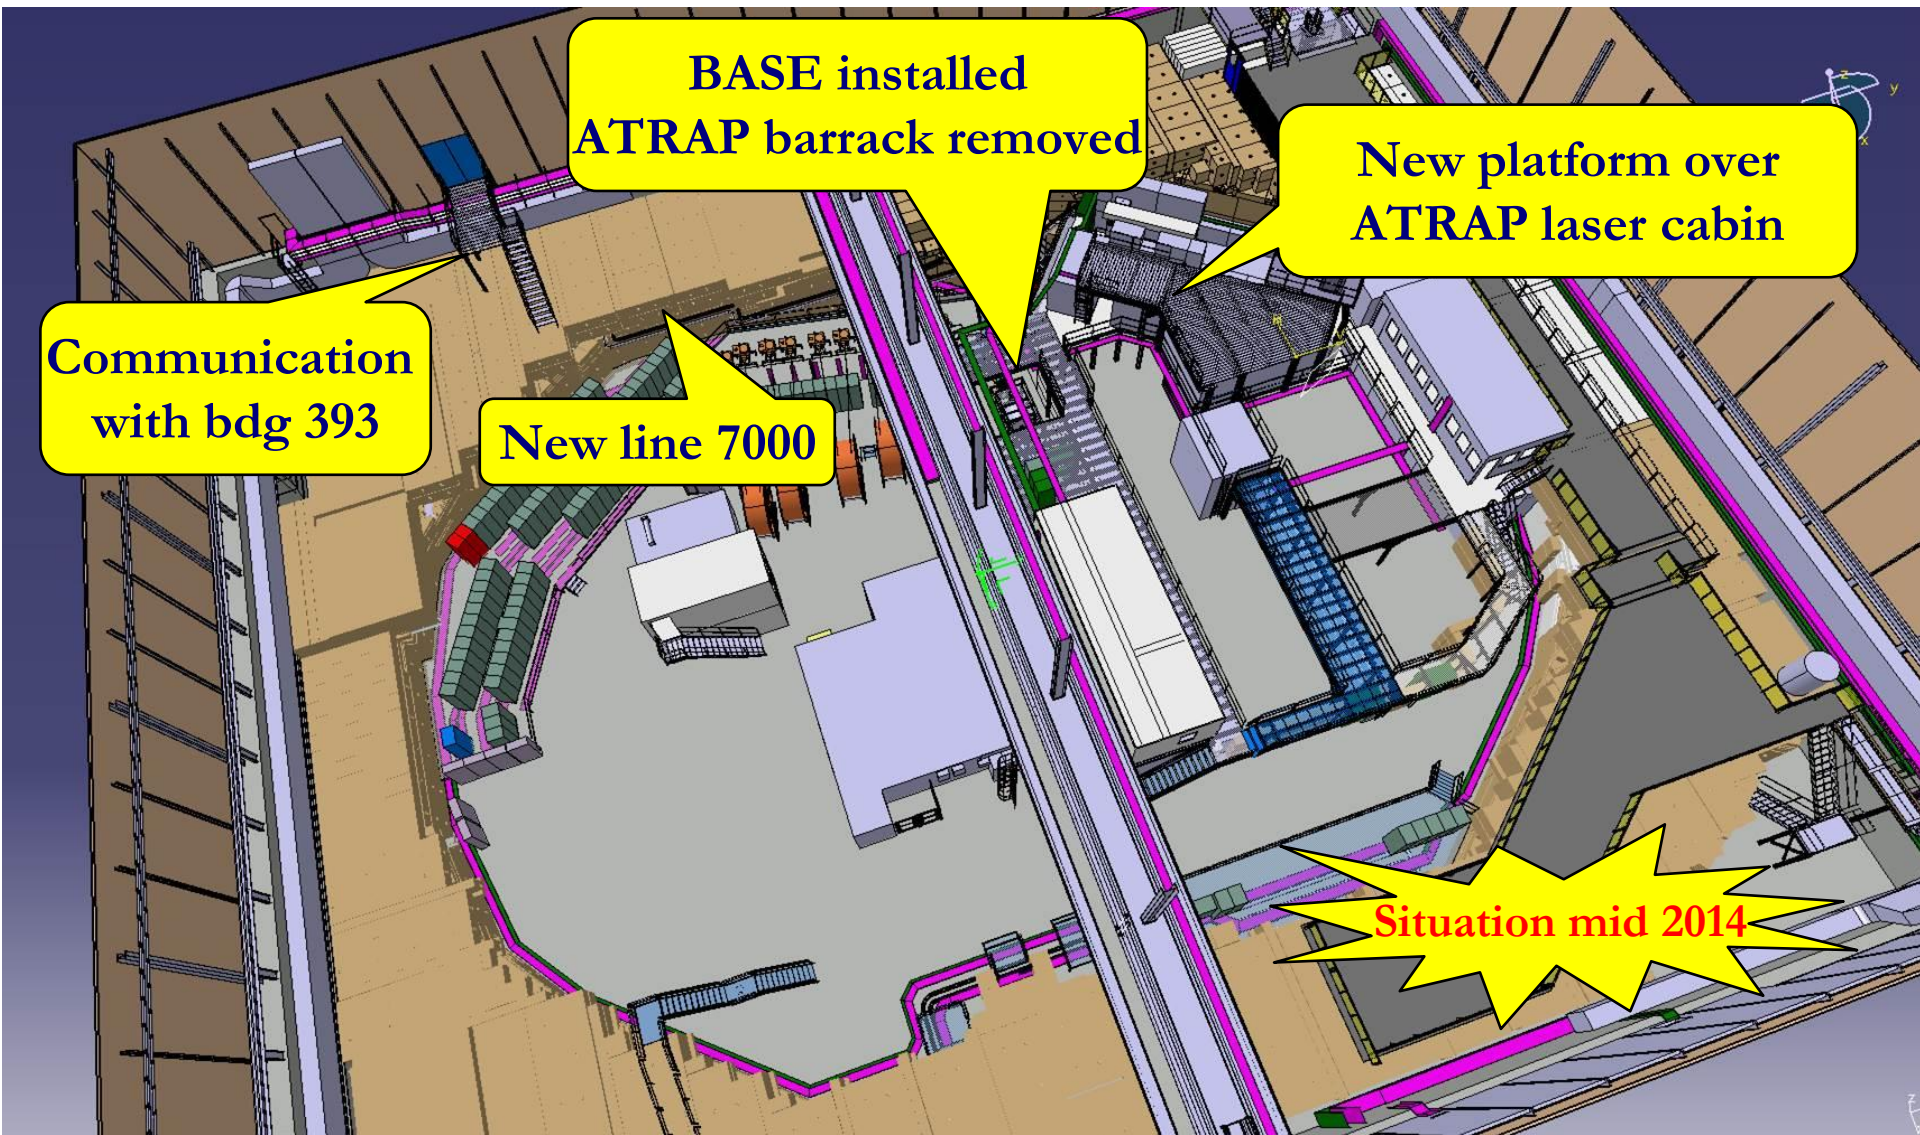 BASE installed
ATRAP barrack removed
New platform over
ATRAP laser cabin
Communication
with bdg 393
New line 7000
Situation mid 2014
z
y
x
z